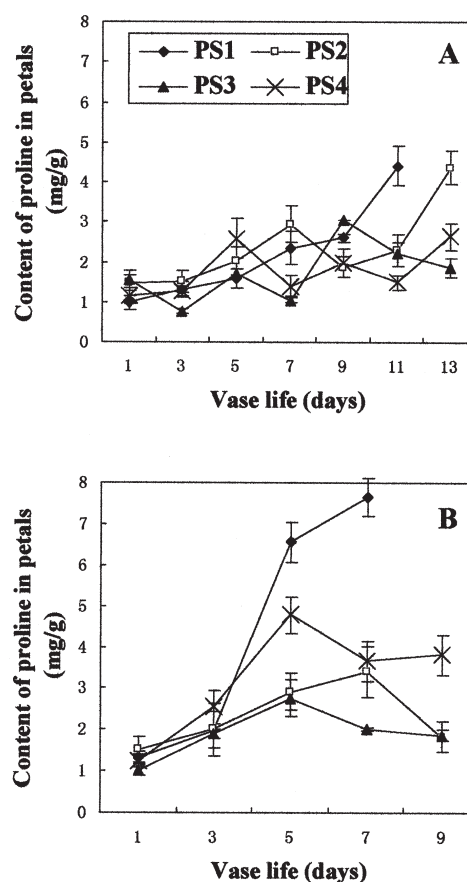 8
7
6
5
4
3
2
1
0
PS1 PS2
PS3 PS4
A
Content of proline in petals
(mg/g)
1 3 5 7 9 11 13
Vase life (days)
8
7
6
5
4
3
2
1
0
B
Content of proline in petals
(mg/g)
1 3 5 7 9
Vase life (days)